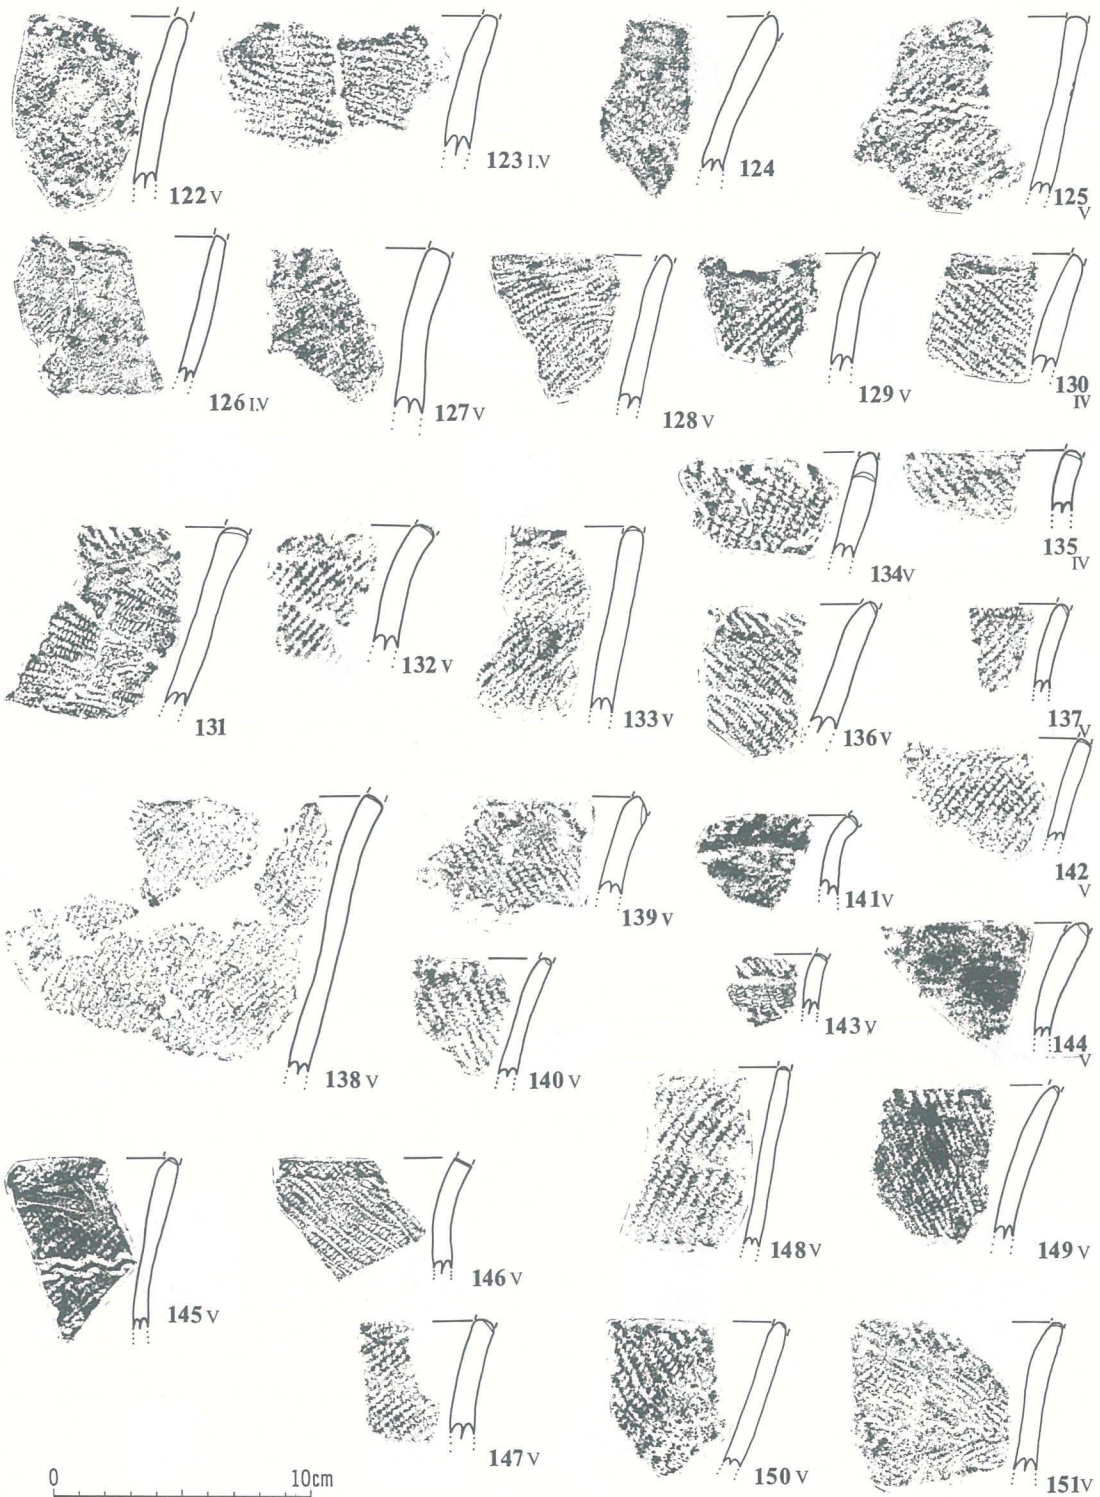 122 V
123 I.V
124
125 V
126 I.V
127 V
128 V
129 V
130 IV
131
132 V
133 V
134 V
135 IV
136 V
137 V
138 V
139 V
140 V
141 V
142 V
143 V
144 V
145 V
146 V
147 V
148 V
149 V
150 V
151 V
0 10cm